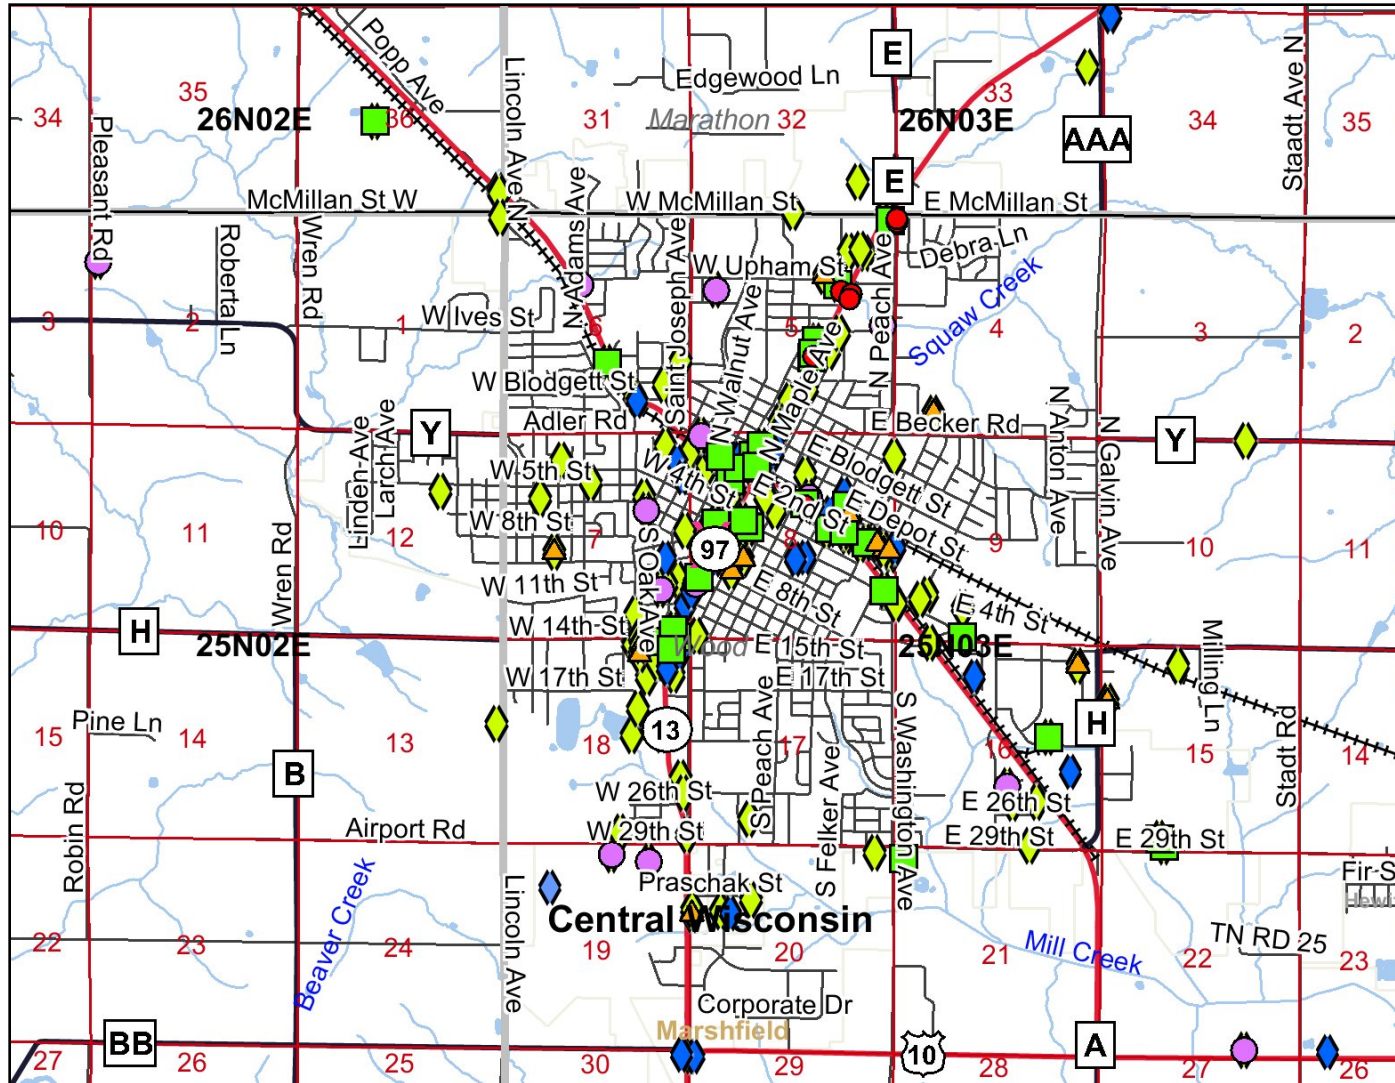 Popp Ave
Edgewood Ln
E
33
34
35
36
31
Marathon
32
34
35
26N02E
26N03E
AAA
Staadt Ave N
Pleasant Rd
Lincoln Ave N
E
McMillan St W
W McMillan St
E McMillan St
Roberta Ln
Wren Rd
N Adams Ave
Saint Joseph Ave
W Upham St
N Peach Ave
Debra Ln
Squaw Creek
3
2
1
W Ives St
6
5
4
3
2
N Walnut Ave
N Maple Ave
W Blodgett St
Adler Rd
E Becker Rd
Y
Y
Linden Ave
Larch Ave
N Anton Ave
N Galvin Ave
W 5th St
W 4th St
E 2nd St
E Blodgett St
E Depot St
W 8th St
10
11
12
7
97
8
9
10
11
Wren Rd
S Oak Ave
W 11th St
E 8th St
E 4th St
H
25N02E
W 14th St
Wood
E 15th St
25N03E
Milling Ln
W 17th St
E 17th St
Pine Ln
15
14
13
18
13
17
16
H
15
14
S Peach Ave
S Felker Ave
S Washington Ave
Stadt Rd
B
Robin Rd
W 26th St
E 26th St
Airport Rd
W 29th St
E 29th St
E 29th St
Beaver Creek
Lincoln Ave
Praschak St
Fir S
Central Wisconsin
22
23
24
19
20
21
Mill Creek
22
TN RD 25
23
Corporate Dr
Marshfield
BB
27
26
25
30
29
10
28
A
27
26